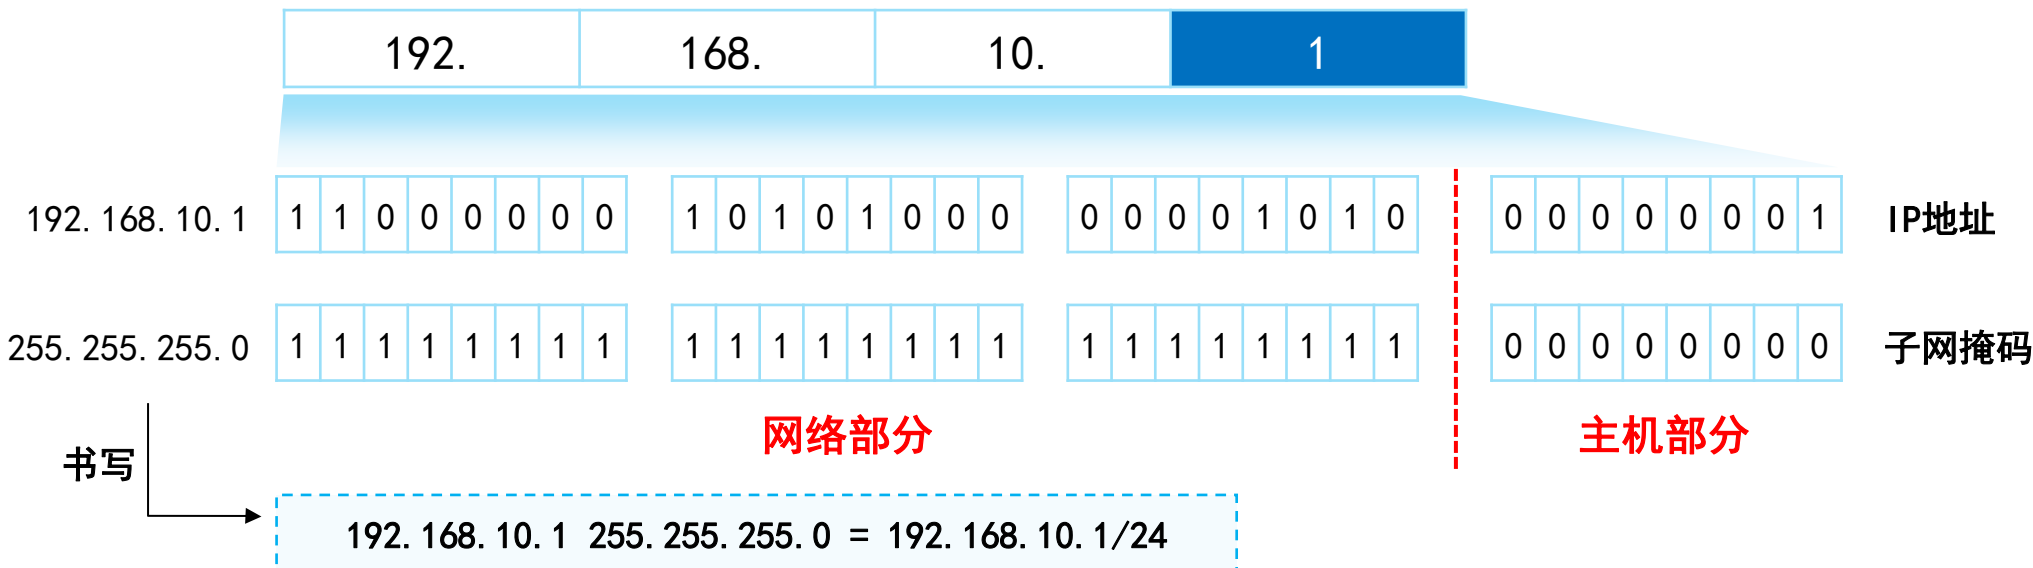 192. 168. 10. 1
192.168.10.1 1 1 0 0 0 0 0 0 1 0 1 0 1 0 0 0 0 0 0 0 1 0 1 0 0 0 0 0 0 0 0 1 IP地址
255.255.255.0 1 1 1 1 1 1 1 1 1 1 1 1 1 1 1 1 1 1 1 1 1 1 1 1 0 0 0 0 0 0 0 0 子网掩码
网络部分 主机部分
书写
192.168.10.1 255.255.255.0 = 192.168.10.1/24